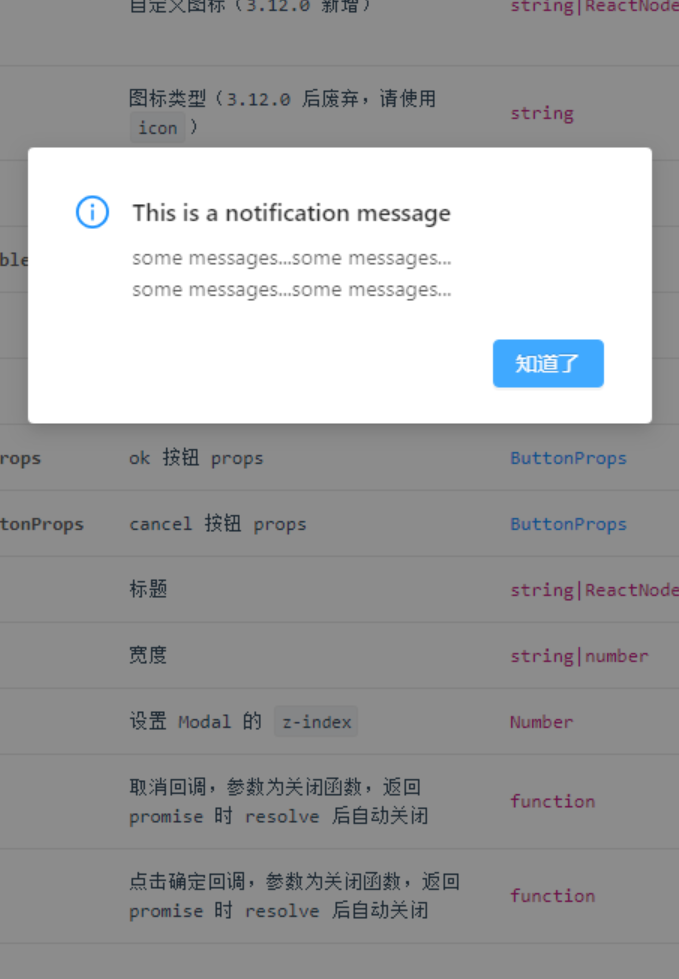 自定义图标（3.12.0 新增） string|ReactNode
图标类型（3.12.0 后废弃，请使用 string
icon ）
This is a notification message
some messages...some messages...
some messages...some messages...
知道了
ok 按钮 props ButtonProps
cancel 按钮 props ButtonProps
标题 string|ReactNode
宽度 string|number
设置 Modal 的 z-index Number
取消回调，参数为关闭函数，返回 function
promise 时 resolve 后自动关闭
点击确定回调，参数为关闭函数，返回 function
promise 时 resolve 后自动关闭